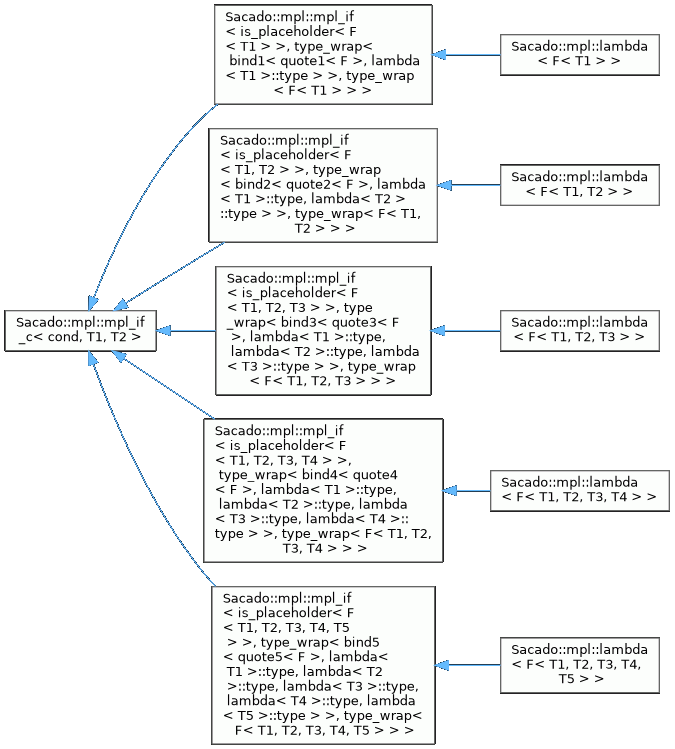 Sacado::mpl::mpl_if
< is_placeholder< F
< T1 > >, type_wrap<
bind1< quote1< F >, lambda
< T1 >::type > >, type_wrap
< F< T1 > > >
Sacado::mpl::lambda
< F< T1 > >
Sacado::mpl::mpl_if
< is_placeholder< F
< T1, T2 > >, type_wrap
< bind2< quote2< F >, lambda
< T1 >::type, lambda< T2 >
::type > >, type_wrap< F< T1,
T2 > > >
Sacado::mpl::lambda
< F< T1, T2 > >
Sacado::mpl::mpl_if
_c< cond, T1, T2 >
Sacado::mpl::mpl_if
< is_placeholder< F
< T1, T2, T3 > >, type
_wrap< bind3< quote3< F
>, lambda< T1 >::type,
lambda< T2 >::type, lambda
< T3 >::type > >, type_wrap
< F< T1, T2, T3 > > >
Sacado::mpl::lambda
< F< T1, T2, T3 > >
Sacado::mpl::mpl_if
< is_placeholder< F
< T1, T2, T3, T4 > >,
type_wrap< bind4< quote4
< F >, lambda< T1 >::type,
lambda< T2 >::type, lambda
< T3 >::type, lambda< T4 >::
type > >, type_wrap< F< T1, T2,
T3, T4 > > >
Sacado::mpl::lambda
< F< T1, T2, T3, T4 > >
Sacado::mpl::mpl_if
< is_placeholder< F
< T1, T2, T3, T4, T5
> >, type_wrap< bind5
< quote5< F >, lambda<
T1 >::type, lambda< T2
>::type, lambda< T3 >::type,
lambda< T4 >::type, lambda
< T5 >::type > >, type_wrap<
F< T1, T2, T3, T4, T5 > > >
Sacado::mpl::lambda
< F< T1, T2, T3, T4,
T5 > >